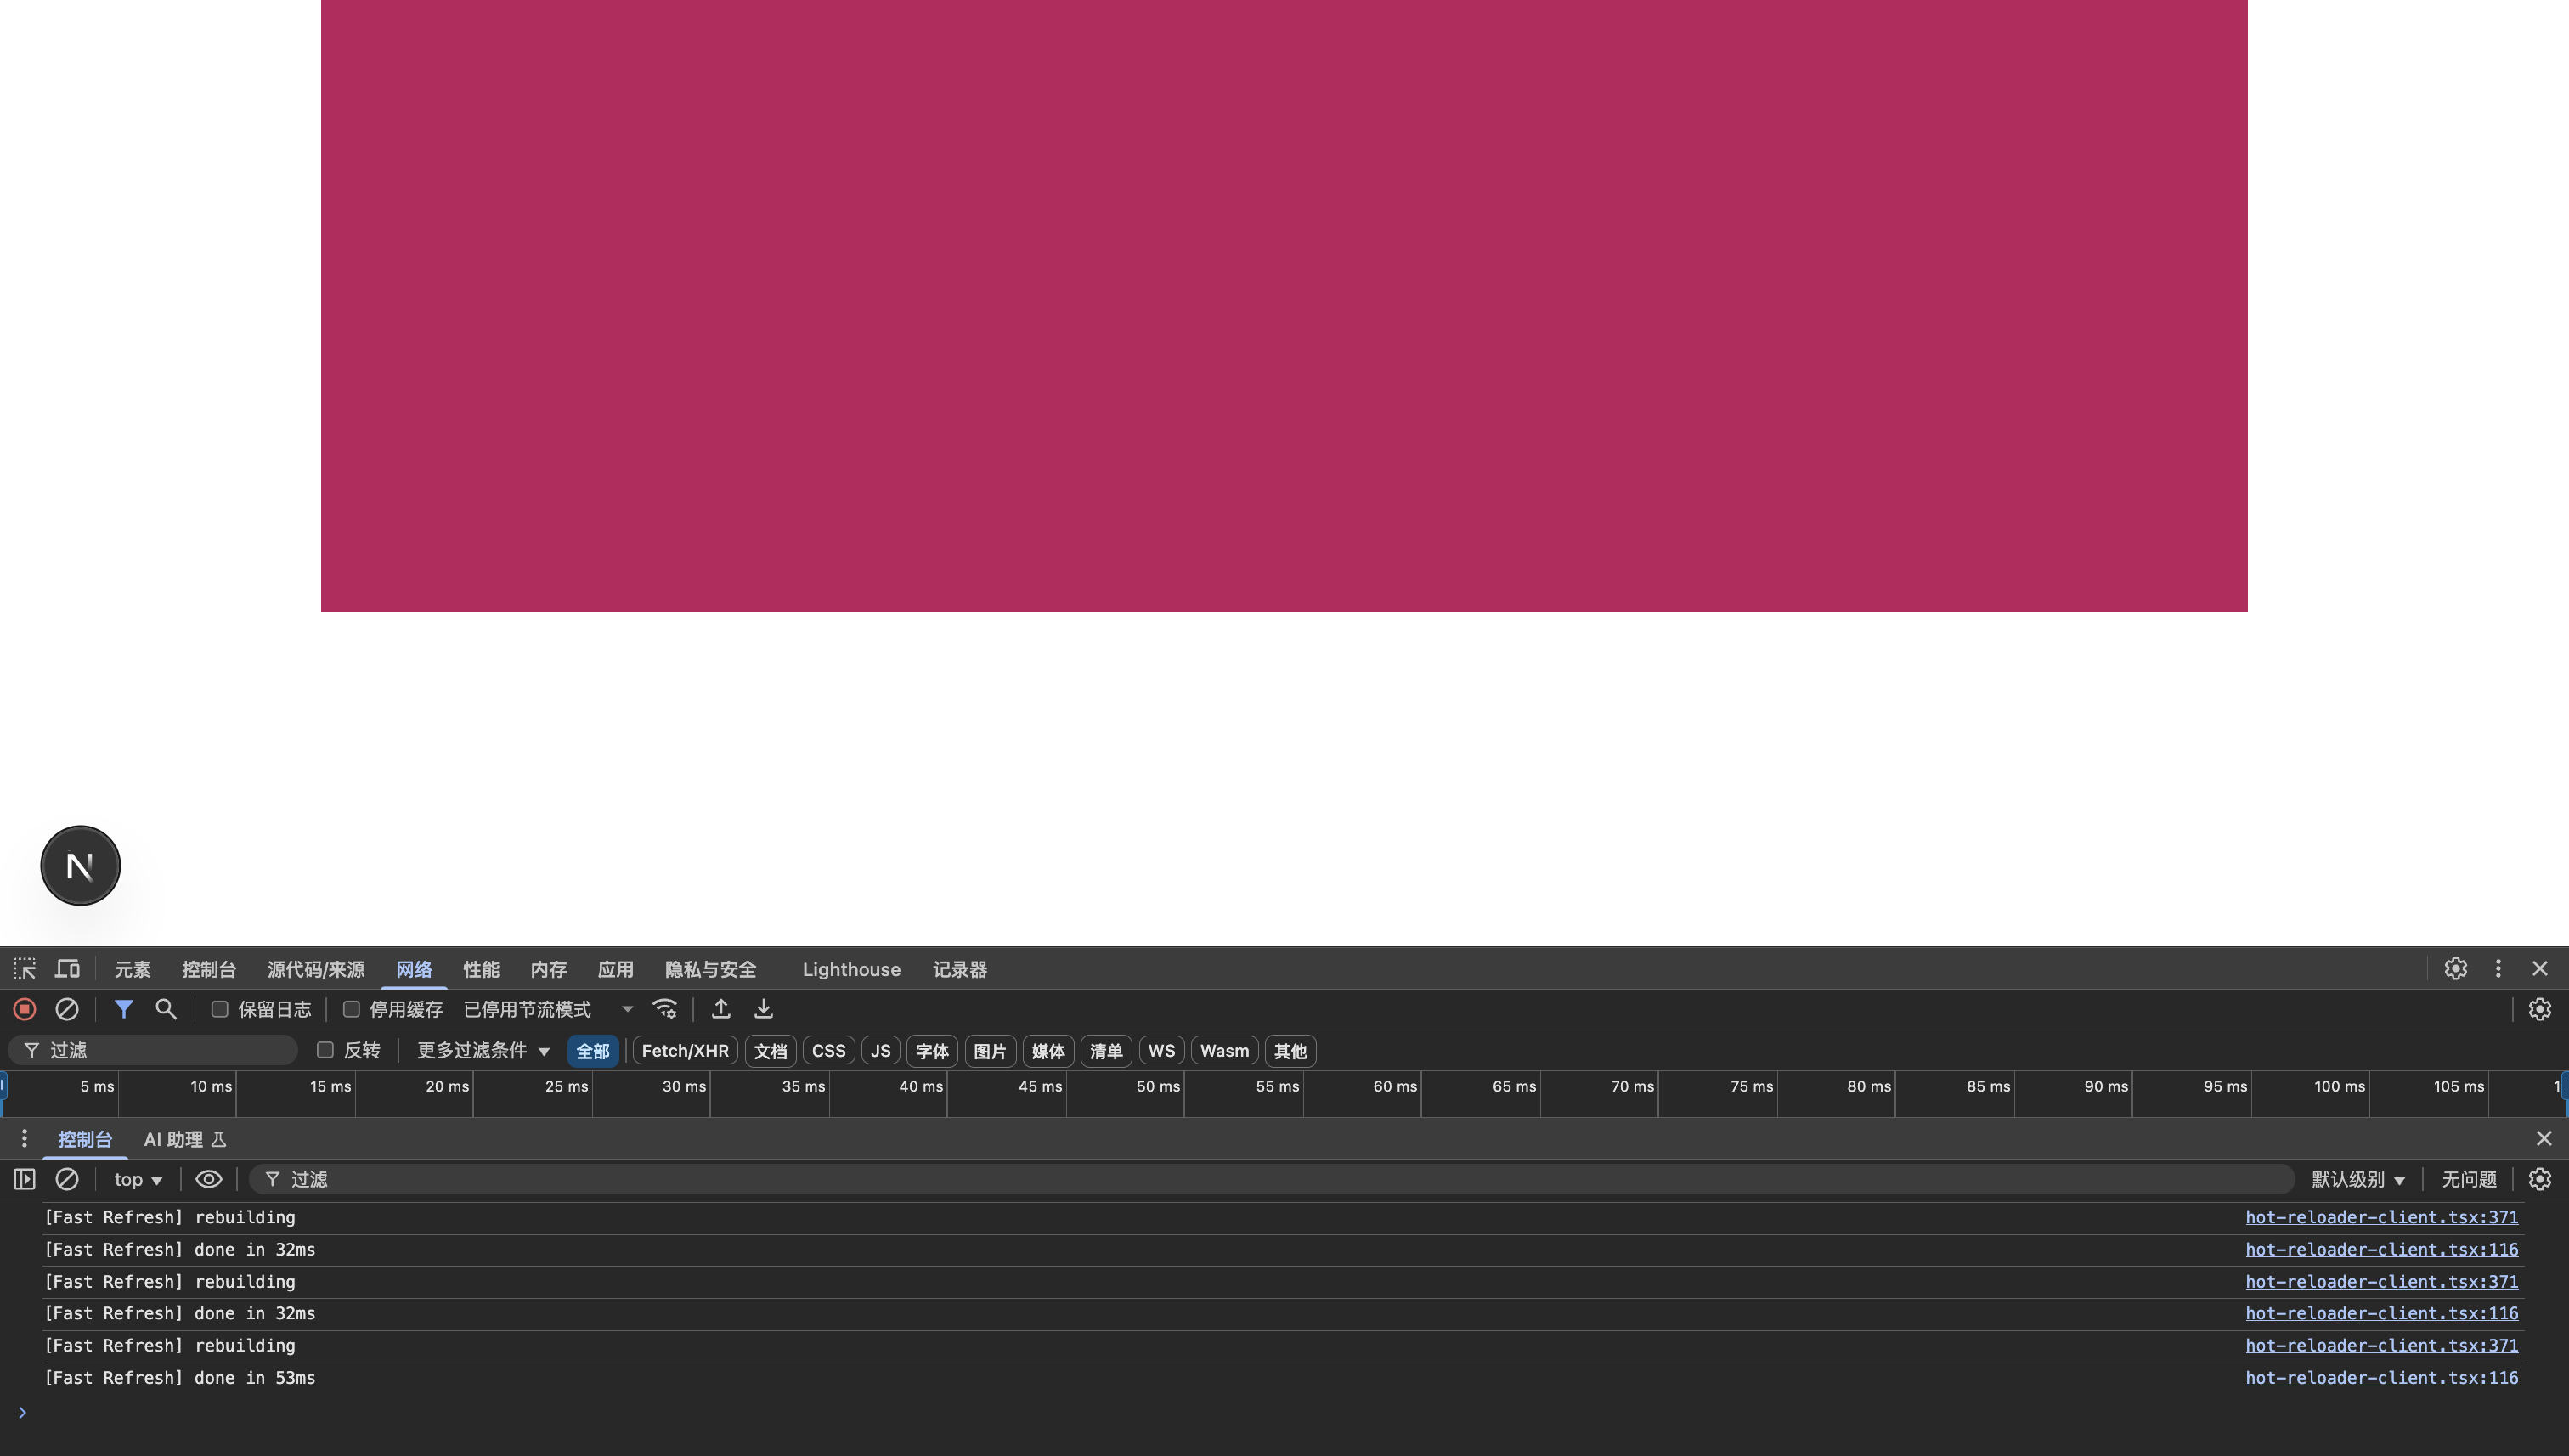 N
元素 控制台 源代码/来源 网络 性能 内存 应用 隐私与安全 Lighthouse 记录器
保留日志 停用缓存 已停用节流模式
过滤 反转 更多过滤条件 全部 Fetch/XHR 文档 CSS JS 字体 图片 媒体 清单 WS Wasm 其他
5 ms 10 ms 15 ms 20 ms 25 ms 30 ms 35 ms 40 ms 45 ms 50 ms 55 ms 60 ms 65 ms 70 ms 75 ms 80 ms 85 ms 90 ms 95 ms 100 ms 105 ms
控制台 AI 助理
top 过滤 默认级别 无问题
[Fast Refresh] rebuilding hot-reloader-client.tsx:371
[Fast Refresh] done in 32ms hot-reloader-client.tsx:116
[Fast Refresh] rebuilding hot-reloader-client.tsx:371
[Fast Refresh] done in 32ms hot-reloader-client.tsx:116
[Fast Refresh] rebuilding hot-reloader-client.tsx:371
[Fast Refresh] done in 53ms hot-reloader-client.tsx:116